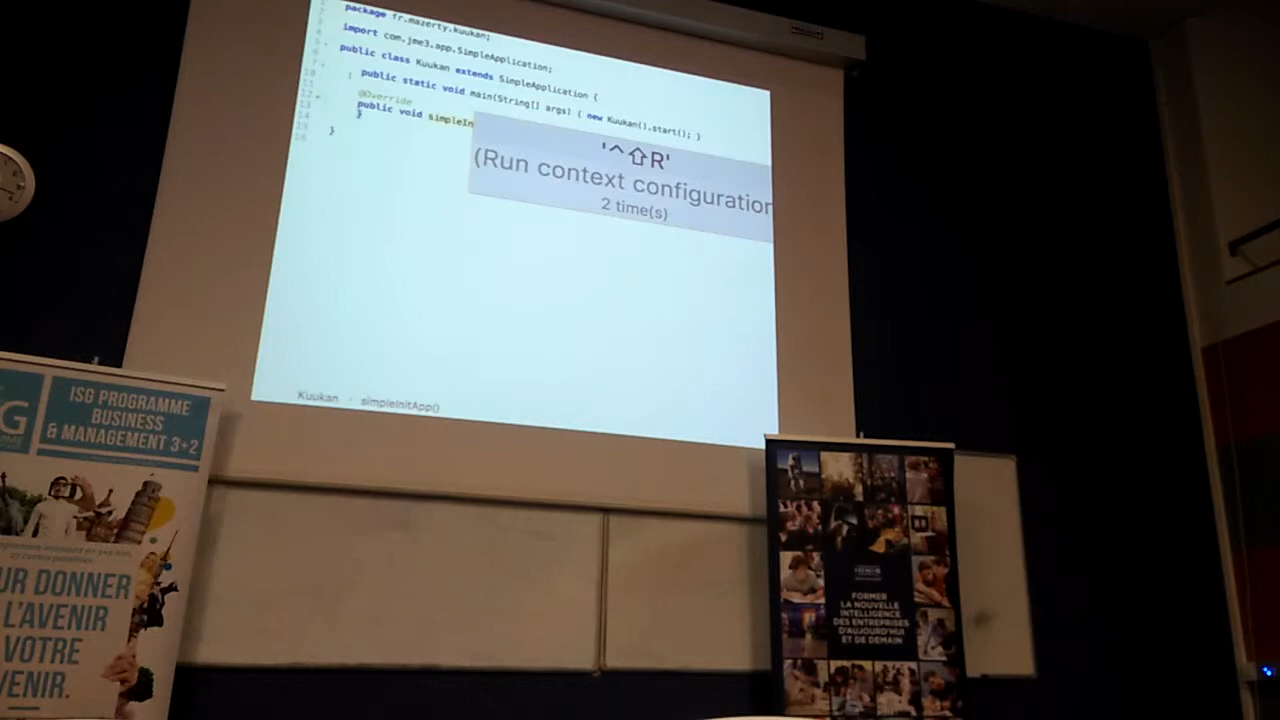 package fr.mazerty.kuukan;
import com.jme3.app.SimpleApplication;
public class Kuukan extends SimpleApplication {
public static void main(String[] args) { new Kuukan().start(); }
@Override
public void simpleIn
}
}
'^⇧R'
(Run context configuration
2 time(s)
Kuukan simpleInitApp()
G
ISG PROGRAMME
BUSINESS
& MANAGEMENT 3+2
UR DONNER
L'AVENIR
VOTRE
VENIR.
FORMER
LA NOUVELLE
INTELLIGENCE
DES ENTREPRISES
D'AUJOURD'HUI
ET DE DEMAIN